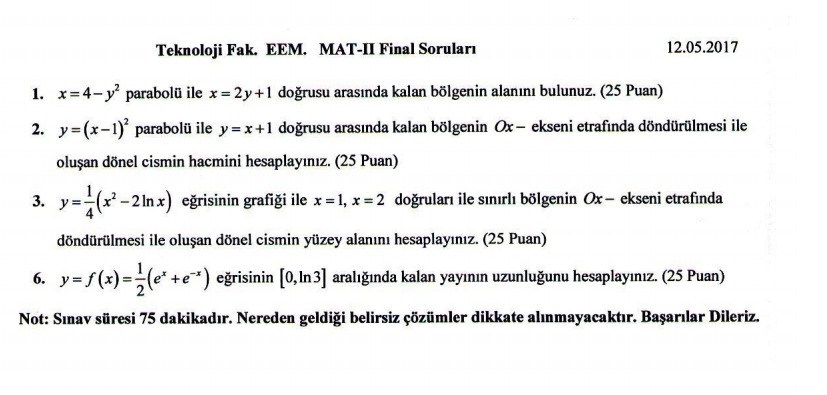 Teknoloji Fak. EEM. MAT-II Final Soruları 12.05.2017
1. x = 4 − y² parabolü ile x = 2y + 1 doğrusu arasında kalan bölgenin alanını bulunuz. (25 Puan)
2. y = (x − 1)² parabolü ile y = x + 1 doğrusu arasında kalan bölgenin Ox − ekseni etrafında döndürülmesi ile
oluşan dönel cismin hacmini hesaplayınız. (25 Puan)
3. y = 1/4 (x² − 2 ln x) eğrisinin grafiği ile x = 1, x = 2 doğruları ile sınırlı bölgenin Ox − ekseni etrafında
döndürülmesi ile oluşan dönel cismin yüzey alanını hesaplayınız. (25 Puan)
6. y = f(x) = 1/2 (eˣ + e⁻ˣ) eğrisinin [0, ln 3] aralığında kalan yayının uzunluğunu hesaplayınız. (25 Puan)
Not: Sınav süresi 75 dakikadır. Nereden geldiği belirsiz çözümler dikkate alınmayacaktır. Başarılar Dileriz.